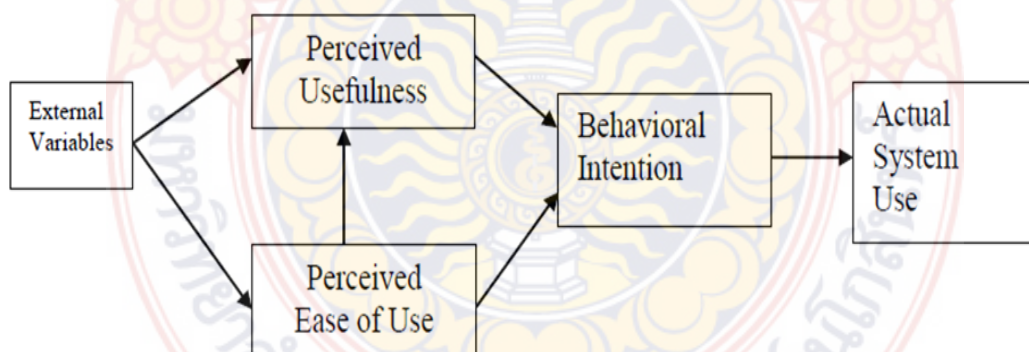 External
Variables
Perceived
Usefulness
Perceived
Ease of Use
Behavioral
Intention
Actual
System
Use